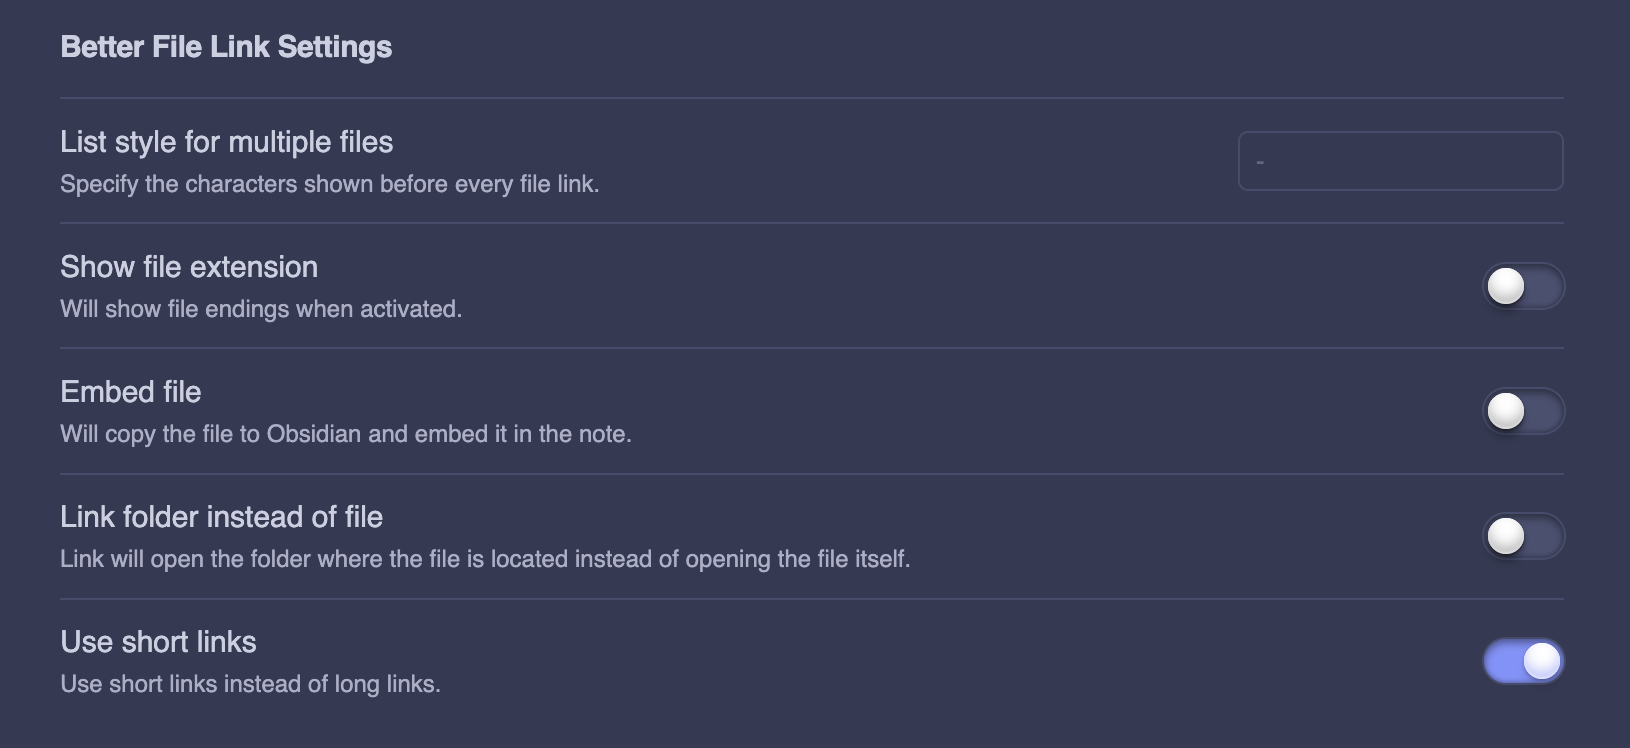 Better File Link Settings
List style for multiple files
Specify the characters shown before every file link.
-
Show file extension
Will show file endings when activated.
Embed file
Will copy the file to Obsidian and embed it in the note.
Link folder instead of file
Link will open the folder where the file is located instead of opening the file itself.
Use short links
Use short links instead of long links.